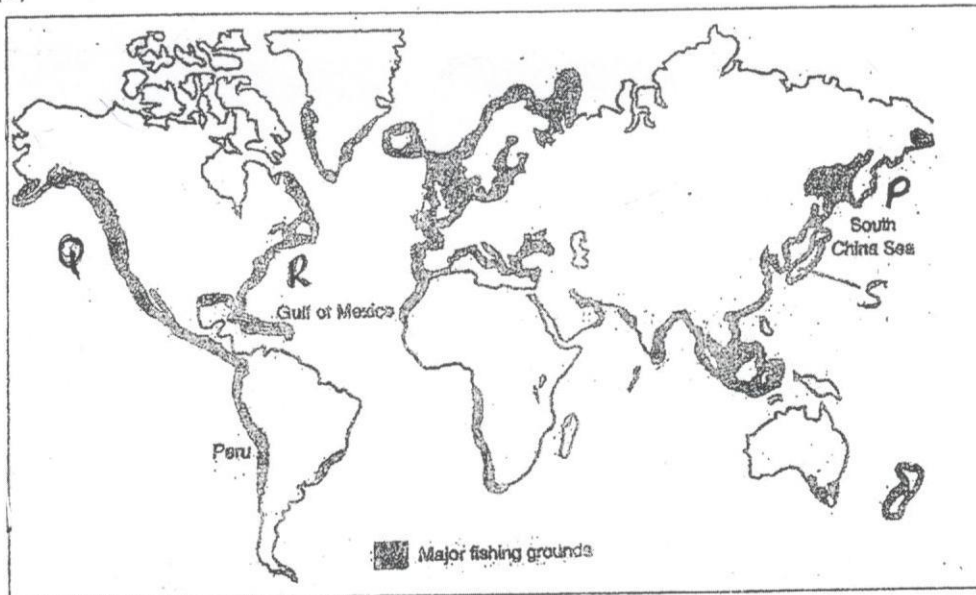 P
South
China Sea
Q
R
S
Gulf of Mexico
Peru
Major fishing grounds